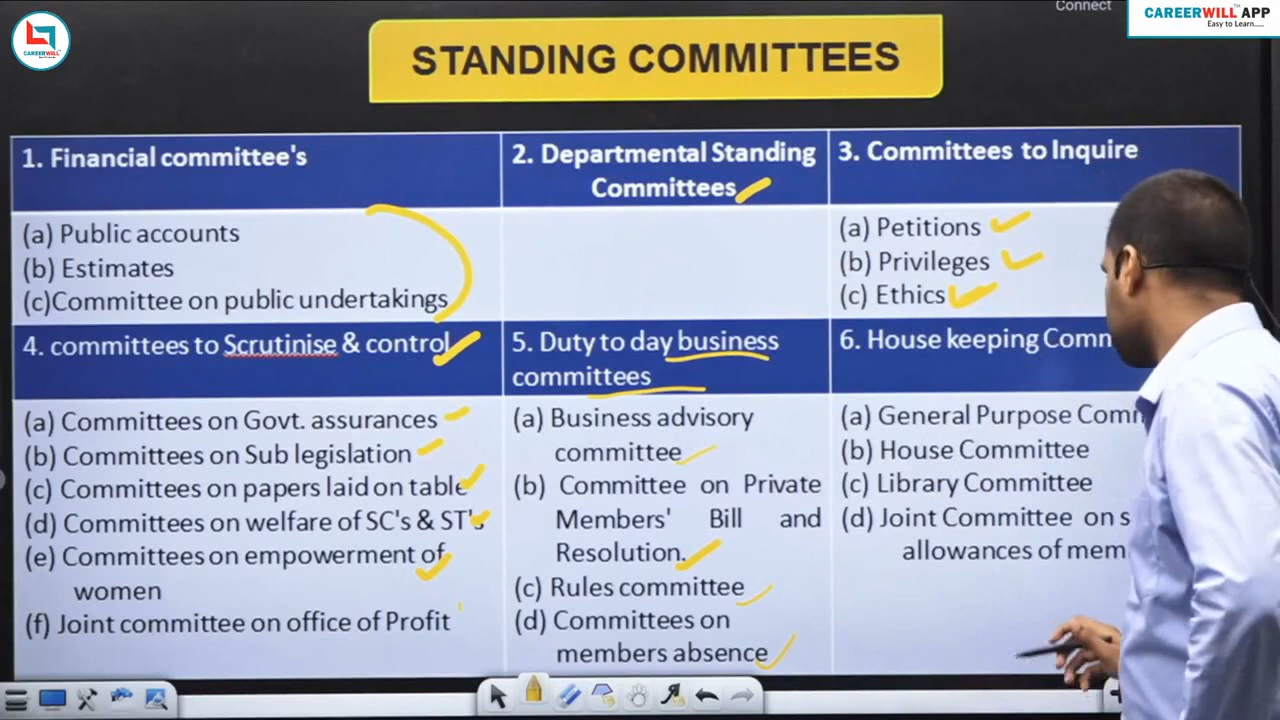 Connect
CAREERWILL APP
Easy to Learn.....
CAREERWILL
STANDING COMMITTEES
1. Financial committee's
2. Departmental Standing
Committees
3. Committees to Inquire
(a) Public accounts
(b) Estimates
(c)Committee on public undertakings
(a) Petitions
(b) Privileges
(c) Ethics
4. committees to Scrutinise & control
5. Duty to day business
committees
6. House keeping Comm
(a) Committees on Govt. assurances
(b) Committees on Sub legislation
(c) Committees on papers laid on table
(d) Committees on welfare of SC's & ST's
(e) Committees on empowerment of
women
(f) Joint committee on office of Profit
(a) Business advisory
committee
(b) Committee on Private
Members' Bill and
Resolution.
(c) Rules committee
(d) Committees on
members absence
(a) General Purpose Comm
(b) House Committee
(c) Library Committee
(d) Joint Committee on s
allowances of mem